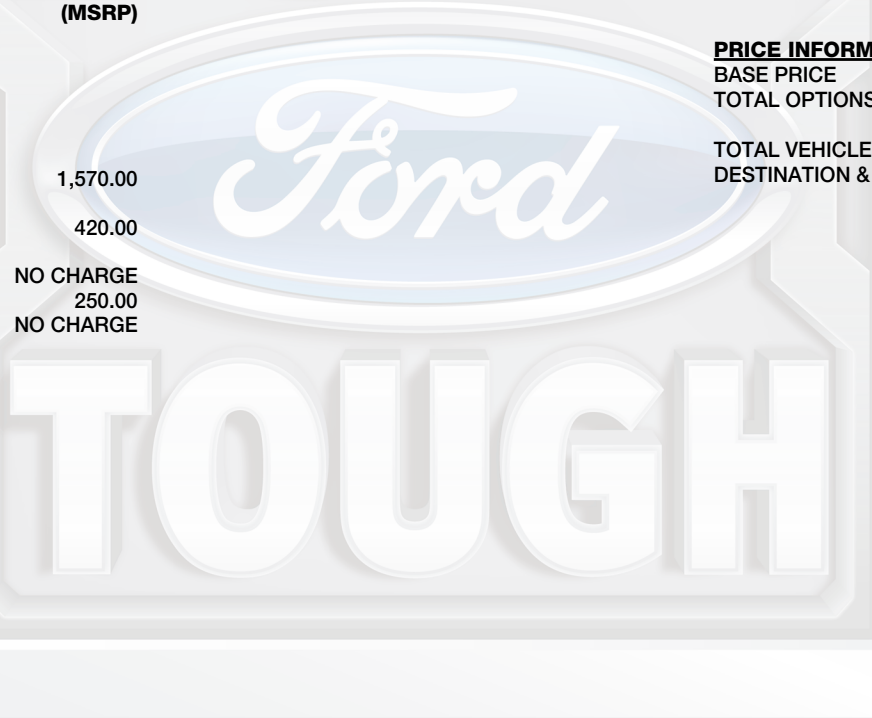 (MSRP)
1,570.00
420.00
NO CHARGE
250.00
NO CHARGE
PRICE INFORM
BASE PRICE
TOTAL OPTIONS
TOTAL VEHICLE
DESTINATION &
Ford
TOUGH